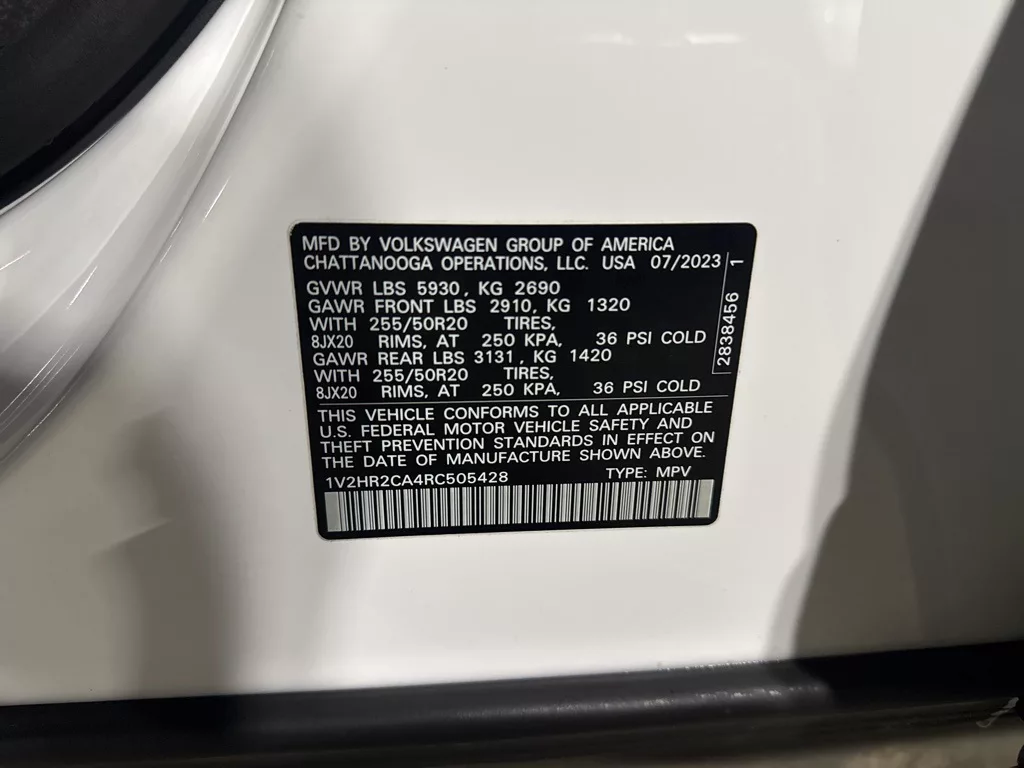 MFD BY VOLKSWAGEN GROUP OF AMERICA
CHATTANOOGA OPERATIONS, LLC. USA 07/2023
GVWR LBS 5930, KG 2690
GAWR FRONT LBS 2910, KG 1320
WITH 255/50R20 TIRES,
8JX20 RIMS, AT 250 KPA, 36 PSI COLD
GAWR REAR LBS 3131, KG 1420
WITH 255/50R20 TIRES,
8JX20 RIMS, AT 250 KPA, 36 PSI COLD
THIS VEHICLE CONFORMS TO ALL APPLICABLE
U.S. FEDERAL MOTOR VEHICLE SAFETY AND
THEFT PREVENTION STANDARDS IN EFFECT ON
THE DATE OF MANUFACTURE SHOWN ABOVE.
1V2HR2CA4RC505428 TYPE: MPV
2838456 1